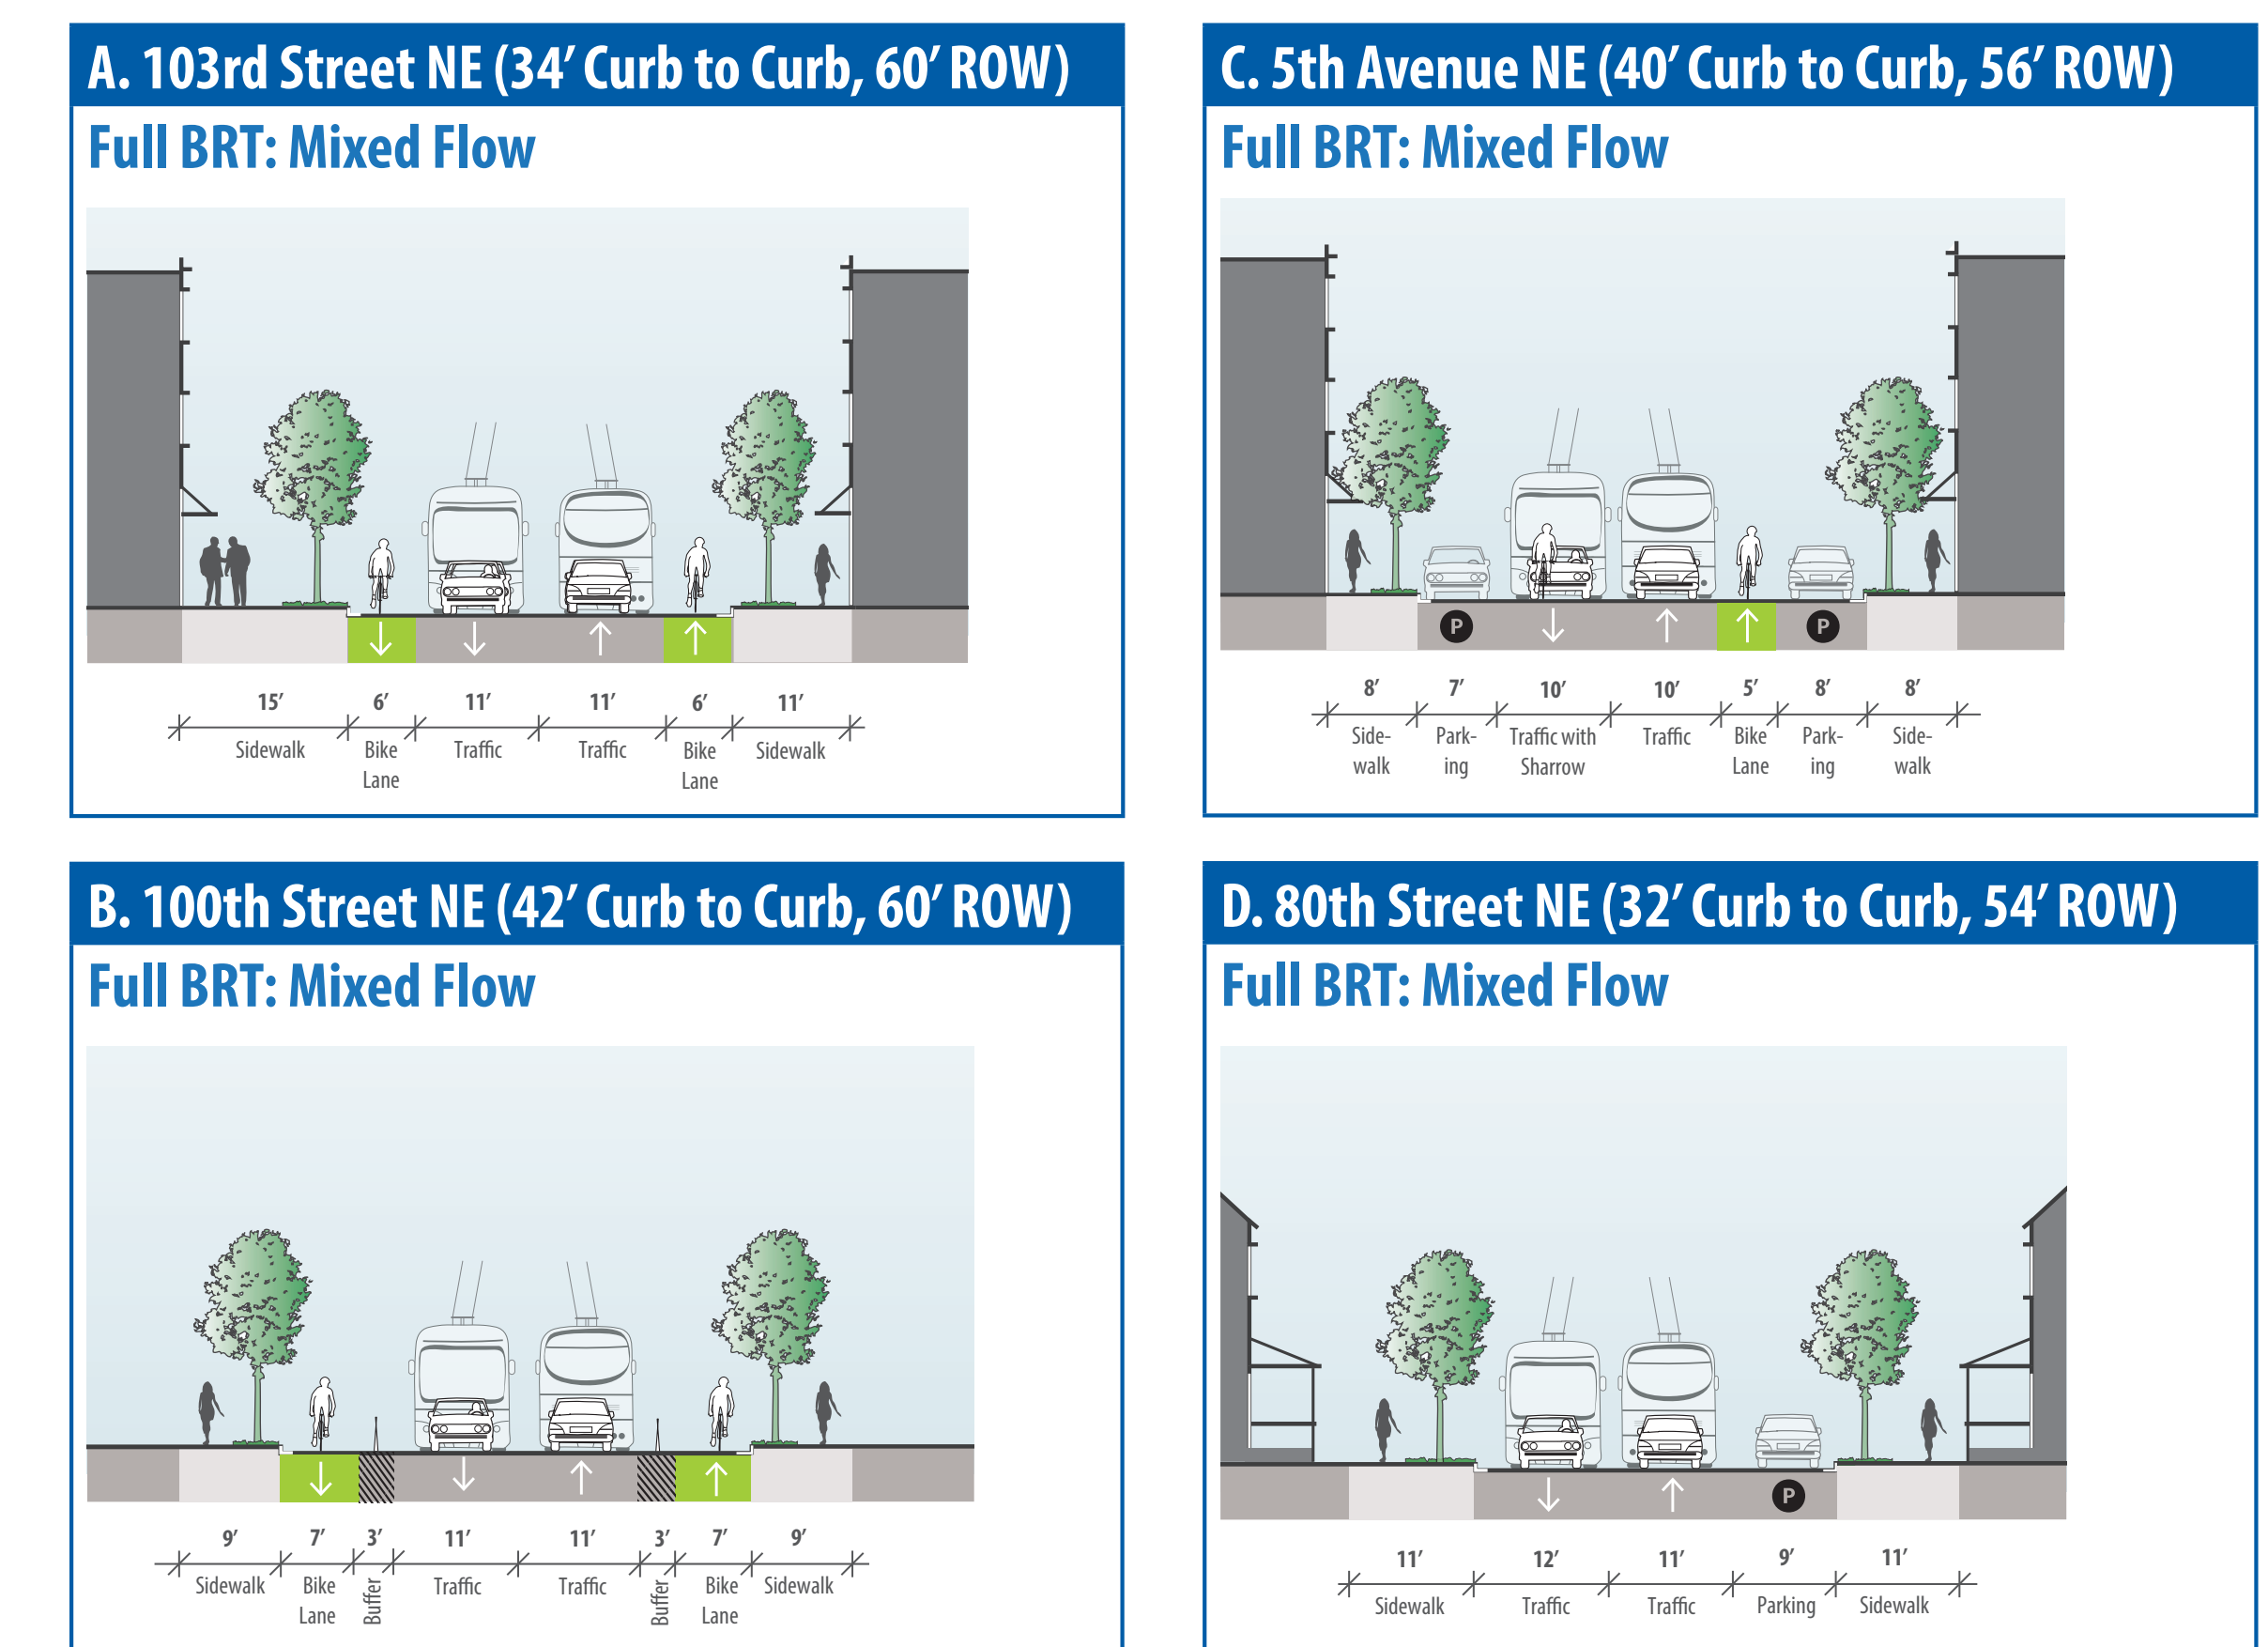 A. 103rd Street NE (34′ Curb to Curb, 60′ ROW)
Full BRT: Mixed Flow
15′ 6′ 11′ 11′ 6′ 11′
Sidewalk Bike Traffic Traffic Bike Sidewalk
Lane Lane
B. 100th Street NE (42′ Curb to Curb, 60′ ROW)
Full BRT: Mixed Flow
9′ 7′ 3′ 11′ 11′ 3′ 7′ 9′
Sidewalk Bike Buffer Traffic Traffic Buffer Bike Sidewalk
Lane Lane
C. 5th Avenue NE (40′ Curb to Curb, 56′ ROW)
Full BRT: Mixed Flow
P P
8′ 7′ 10′ 10′ 5′ 8′ 8′
Side- Park- Traffic with Traffic Bike Park- Side-
walk ing Sharrow Lane ing walk
D. 80th Street NE (32′ Curb to Curb, 54′ ROW)
Full BRT: Mixed Flow
P
11′ 12′ 11′ 9′ 11′
Sidewalk Traffic Traffic Parking Sidewalk